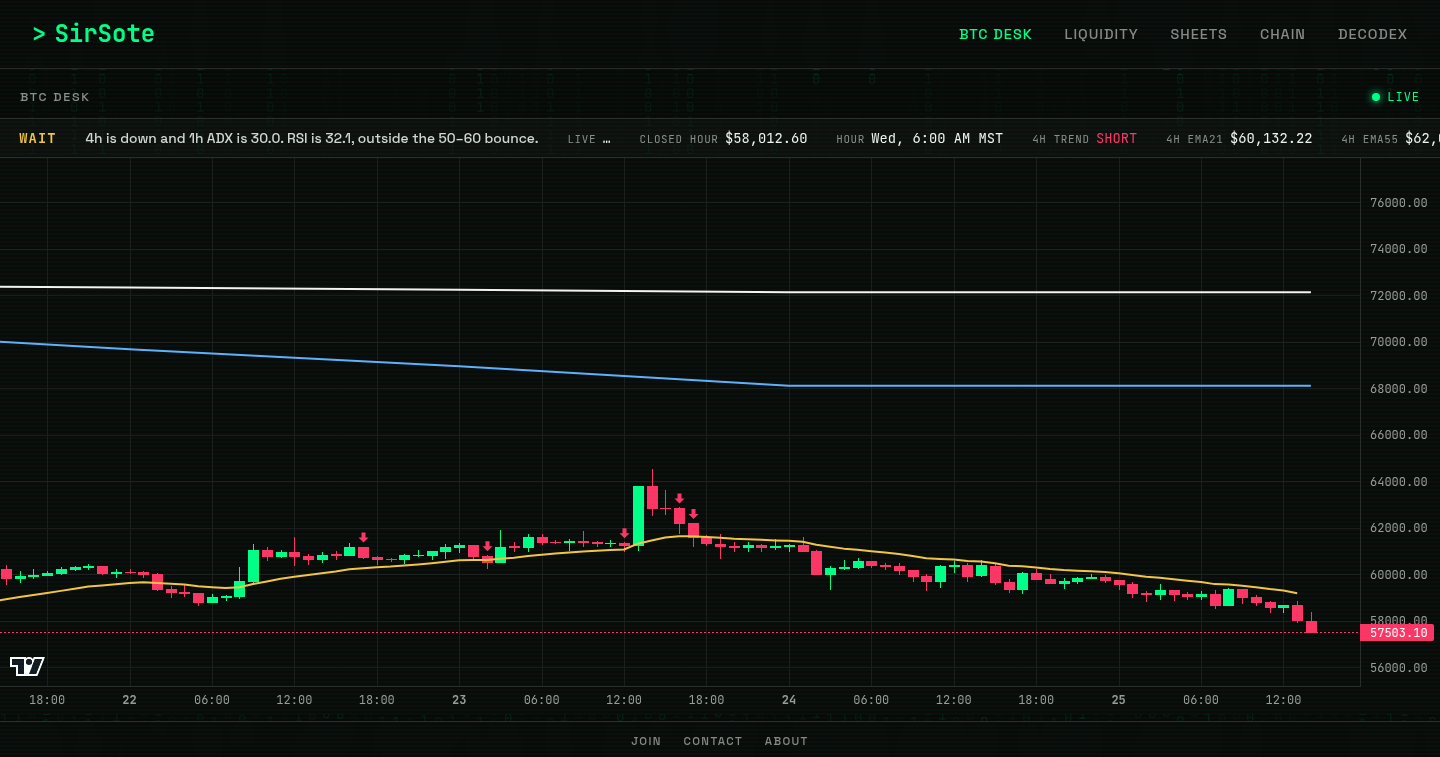 > SirSote
BTC DESK LIQUIDITY SHEETS CHAIN DECODEX
BTC DESK
LIVE
WAIT 4h is down and 1h ADX is 30.0. RSI is 32.1, outside the 50–60 bounce. LIVE … CLOSED HOUR $58,012.60 HOUR Wed, 6:00 AM MST 4H TREND SHORT 4H EMA21 $60,132.22 4H EMA55
76000.00
74000.00
72000.00
70000.00
68000.00
66000.00
64000.00
62000.00
60000.00
58000.00
57503.10
56000.00
18:00 22 06:00 12:00 18:00 23 06:00 12:00 18:00 24 06:00 12:00 18:00 25 06:00 12:00
JOIN CONTACT ABOUT